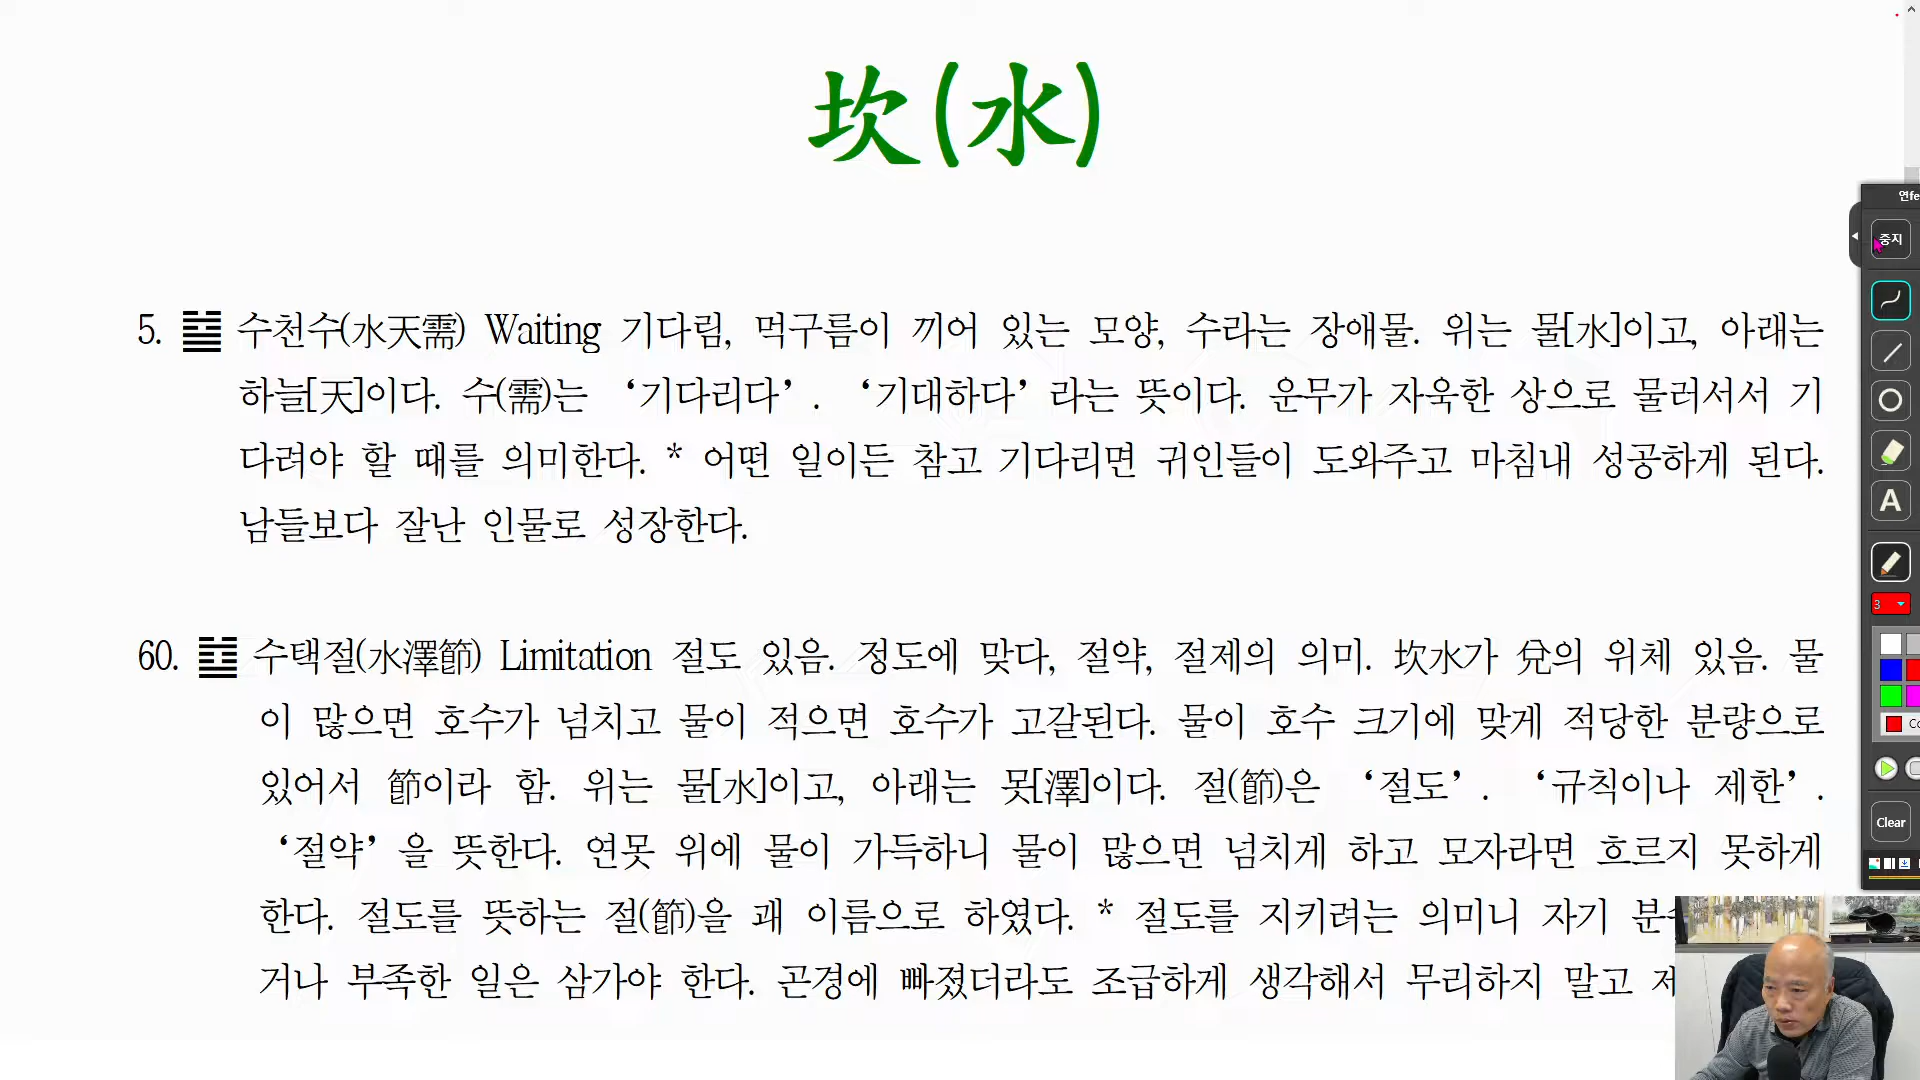 坎(水)
5. ䷄ 수천수(水天需) Waiting 기다림, 먹구름이 끼어 있는 모양, 수라는 장애물. 위는 물[水]이고, 아래는
하늘[天]이다. 수(需)는 ‘기다리다’. ‘기대하다’라는 뜻이다. 운무가 자욱한 상으로 물러서서 기
다려야 할 때를 의미한다. * 어떤 일이든 참고 기다리면 귀인들이 도와주고 마침내 성공하게 된다.
남들보다 잘난 인물로 성장한다.
60. ䷻ 수택절(水澤節) Limitation 절도 있음. 정도에 맞다, 절약, 절제의 의미. 坎水가 兌의 위체 있음. 물
이 많으면 호수가 넘치고 물이 적으면 호수가 고갈된다. 물이 호수 크기에 맞게 적당한 분량으로
있어서 節이라 함. 위는 물[水]이고, 아래는 못[澤]이다. 절(節)은 ‘절도’. ‘규칙이나 제한’.
‘절약’을 뜻한다. 연못 위에 물이 가득하니 물이 많으면 넘치게 하고 모자라면 흐르지 못하게
한다. 절도를 뜻하는 절(節)을 괘 이름으로 하였다. * 절도를 지키려는 의미니 자기
거나 부족한 일은 삼가야 한다. 곤경에 빠졌더라도 조급하게 생각해서 무리하지 말고
중지
A
3
Clear